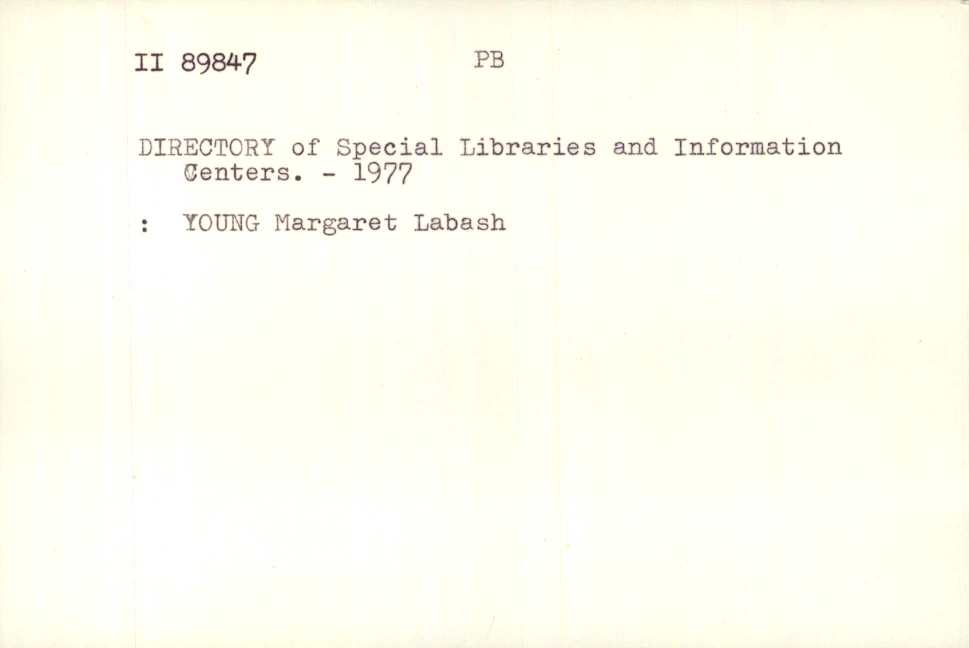 II 89847 PB
DIRECTORY of Special Libraries and Information
Centers. - 1977
: YOUNG Margaret Labash